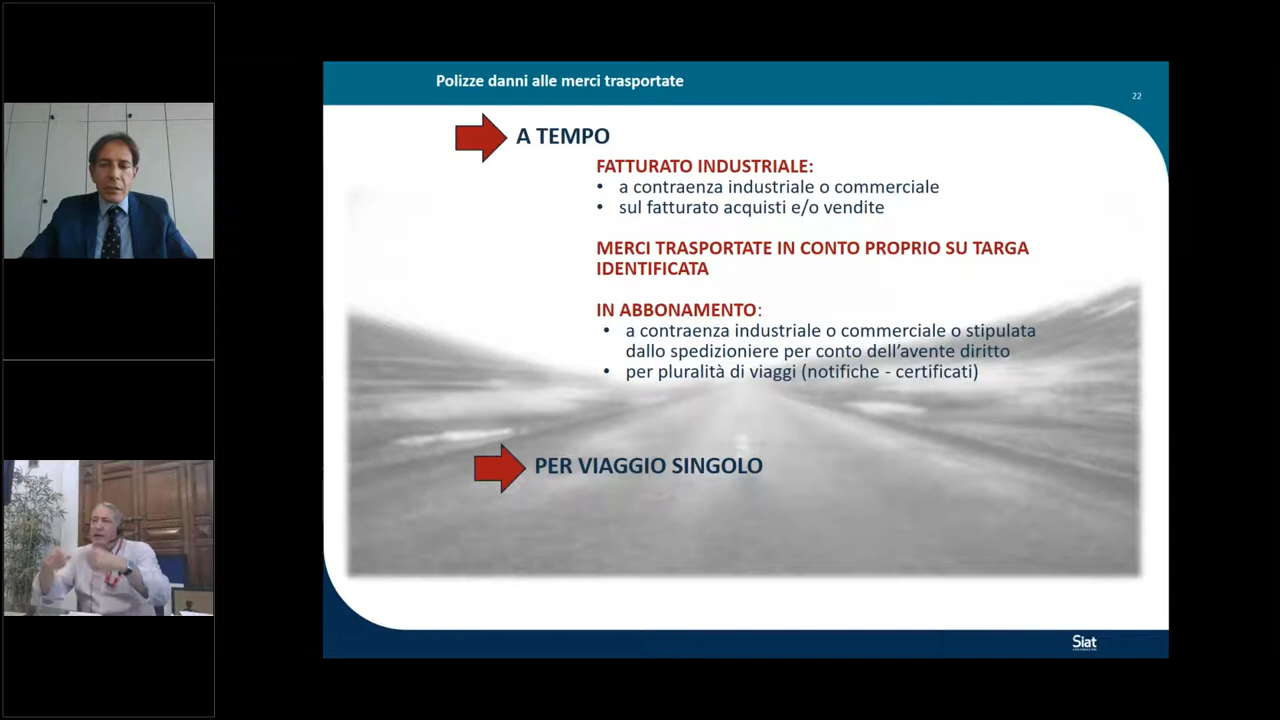 Polizze danni alle merci trasportate
22
A TEMPO
FATTURATO INDUSTRIALE:
• a contraenza industriale o commerciale
• sul fatturato acquisti e/o vendite
MERCI TRASPORTATE IN CONTO PROPRIO SU TARGA
IDENTIFICATA
IN ABBONAMENTO:
• a contraenza industriale o commerciale o stipulata
dallo spedizioniere per conto dell’avente diritto
• per pluralità di viaggi (notifiche - certificati)
PER VIAGGIO SINGOLO
Siat